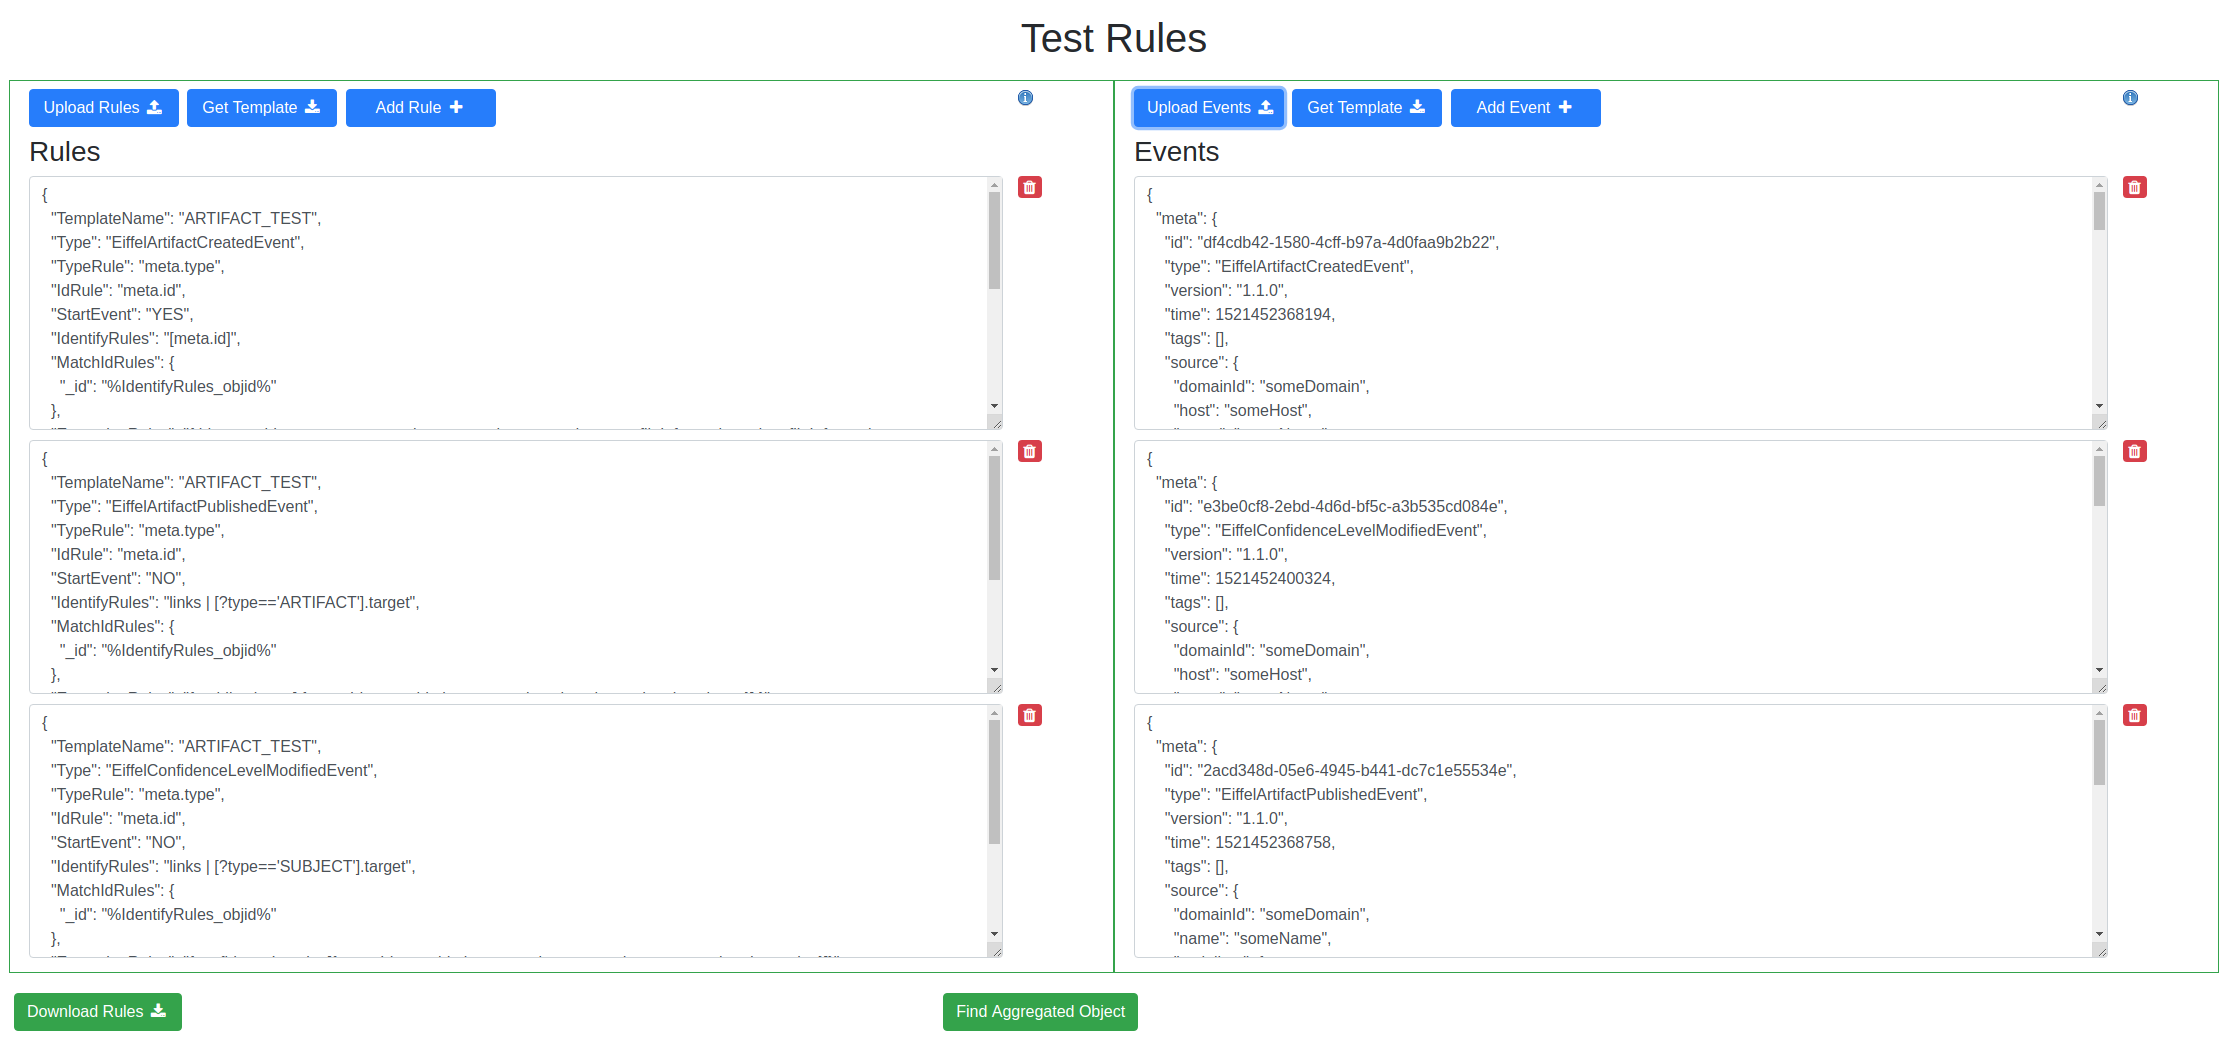 Test Rules
Upload Rules
Get Template
Add Rule
Rules
{
"TemplateName": "ARTIFACT_TEST",
"Type": "EiffelArtifactCreatedEvent",
"TypeRule": "meta.type",
"IdRule": "meta.id",
"StartEvent": "YES",
"IdentifyRules": "[meta.id]",
"MatchIdRules": {
"_id": "%IdentifyRules_objid%"
},
{
"TemplateName": "ARTIFACT_TEST",
"Type": "EiffelArtifactPublishedEvent",
"TypeRule": "meta.type",
"IdRule": "meta.id",
"StartEvent": "NO",
"IdentifyRules": "links | [?type=='ARTIFACT'].target",
"MatchIdRules": {
"_id": "%IdentifyRules_objid%"
},
{
"TemplateName": "ARTIFACT_TEST",
"Type": "EiffelConfidenceLevelModifiedEvent",
"TypeRule": "meta.type",
"IdRule": "meta.id",
"StartEvent": "NO",
"IdentifyRules": "links | [?type=='SUBJECT'].target",
"MatchIdRules": {
"_id": "%IdentifyRules_objid%"
},
Upload Events
Get Template
Add Event
Events
{
"meta": {
"id": "df4cdb42-1580-4cff-b97a-4d0faa9b2b22",
"type": "EiffelArtifactCreatedEvent",
"version": "1.1.0",
"time": 1521452368194,
"tags": [],
"source": {
"domainId": "someDomain",
"host": "someHost",
{
"meta": {
"id": "e3be0cf8-2ebd-4d6d-bf5c-a3b535cd084e",
"type": "EiffelConfidenceLevelModifiedEvent",
"version": "1.1.0",
"time": 1521452400324,
"tags": [],
"source": {
"domainId": "someDomain",
"host": "someHost",
{
"meta": {
"id": "2acd348d-05e6-4945-b441-dc7c1e55534e",
"type": "EiffelArtifactPublishedEvent",
"version": "1.1.0",
"time": 1521452368758,
"tags": [],
"source": {
"domainId": "someDomain",
"name": "someName",
Download Rules
Find Aggregated Object